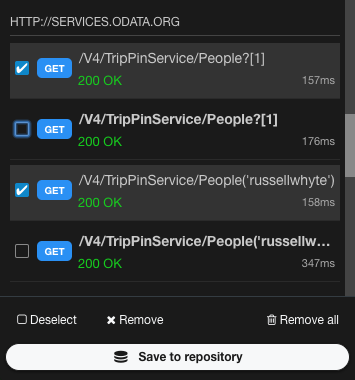 HTTP://SERVICES.ODATA.ORG
GET /V4/TripPinService/People?[1]
200 OK 157ms
GET /V4/TripPinService/People?[1]
200 OK 176ms
GET /V4/TripPinService/People('russellwhyte')
200 OK 158ms
GET /V4/TripPinService/People('russellw...
200 OK 347ms
Deselect Remove Remove all
Save to repository